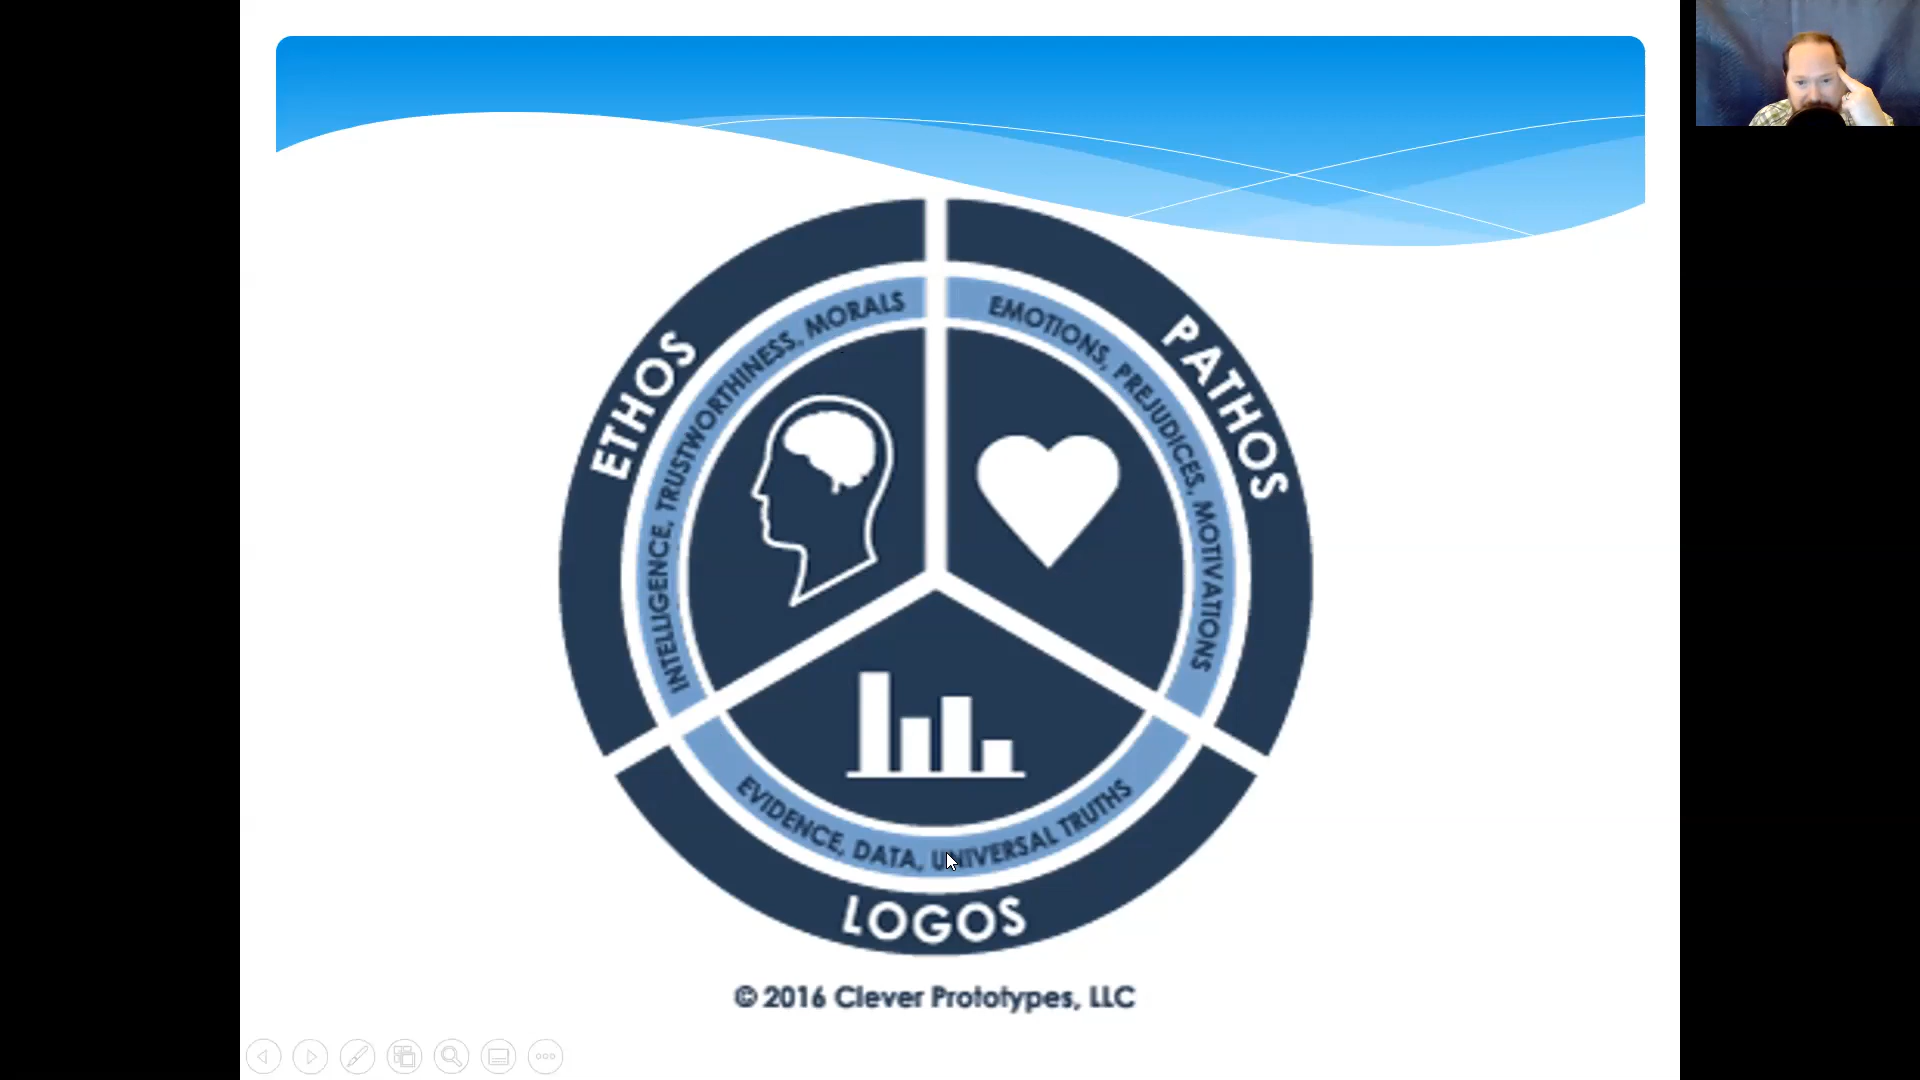 ETHOS
INTELLIGENCE, TRUSTWORTHINESS, MORALS
PATHOS
EMOTIONS, PREJUDICES, MOTIVATIONS
EVIDENCE, DATA, UNIVERSAL TRUTHS
LOGOS
© 2016 Clever Prototypes, LLC